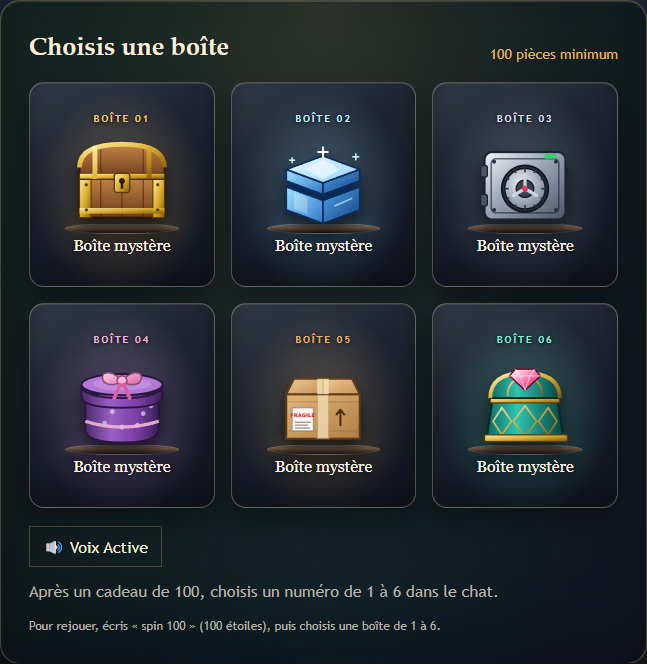 Choisis une boîte
100 pièces minimum
BOÎTE 01
BOÎTE 02
BOÎTE 03
Boîte mystère
Boîte mystère
Boîte mystère
BOÎTE 04
BOÎTE 05
BOÎTE 06
FRAGILE
Boîte mystère
Boîte mystère
Boîte mystère
Voix Active
Après un cadeau de 100, choisis un numéro de 1 à 6 dans le chat.
Pour rejouer, écris « spin 100 » (100 étoiles), puis choisis une boîte de 1 à 6.